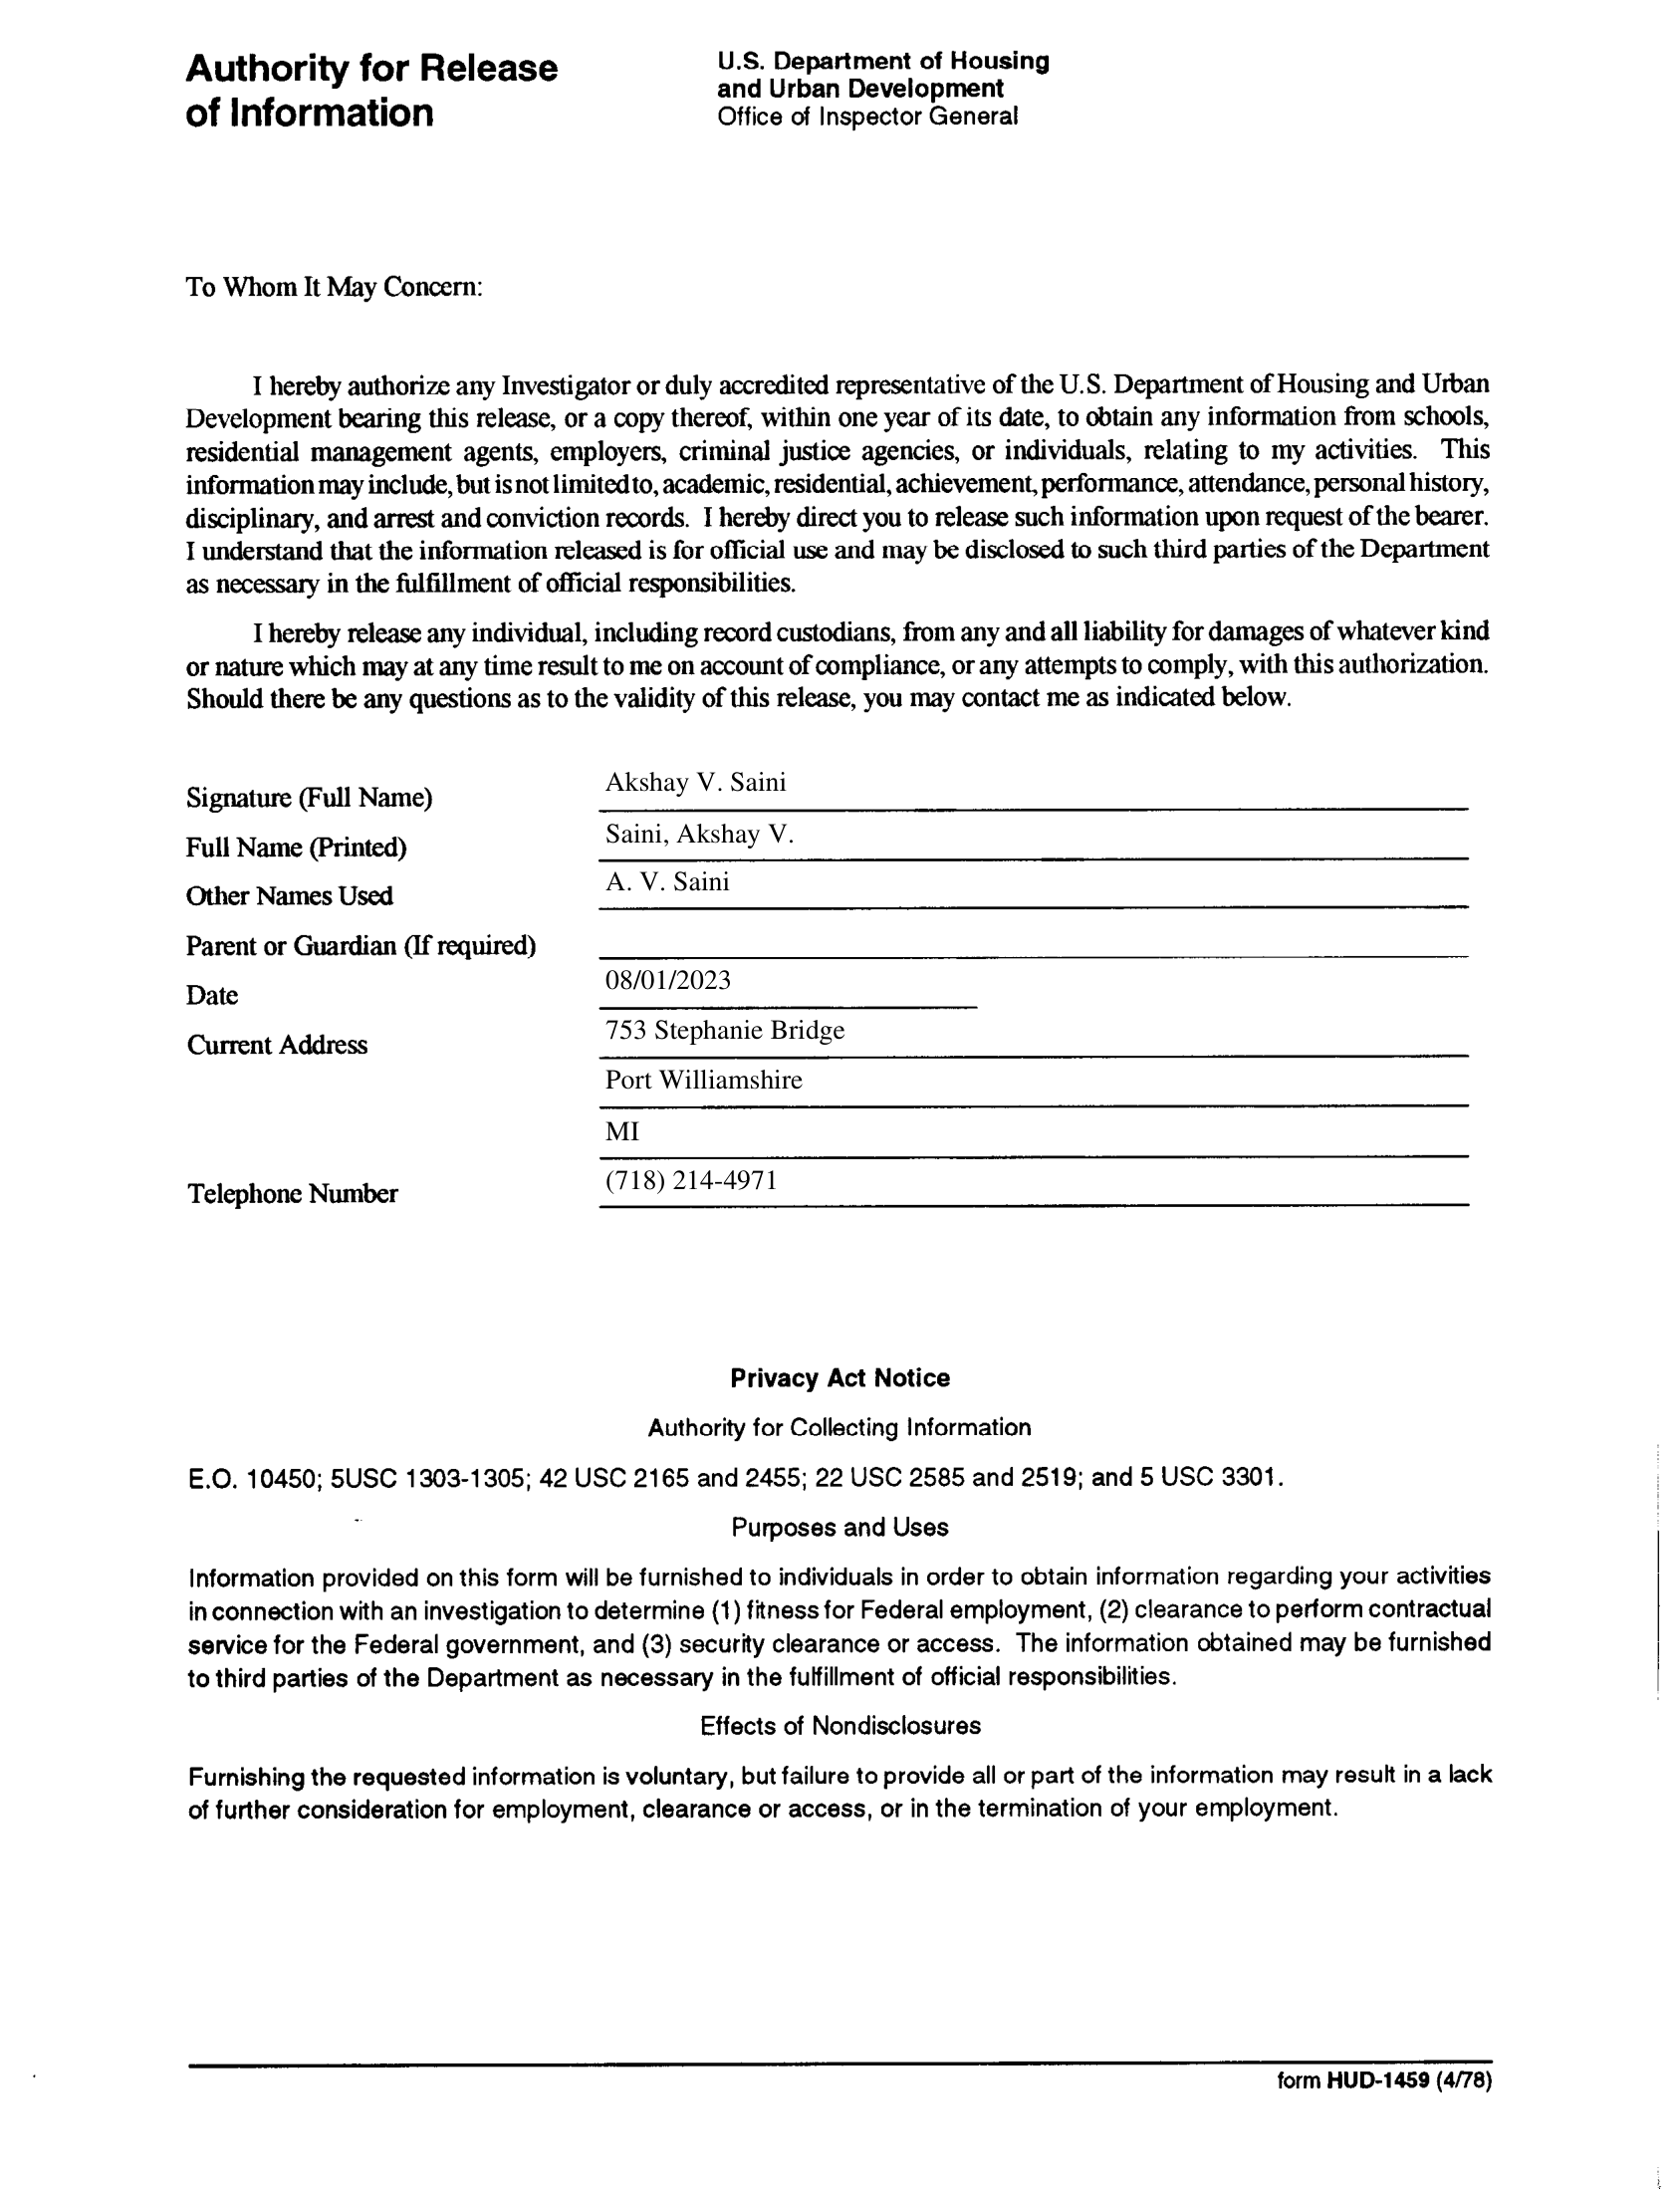 Authority for Release
of Information
U.S. Department of Housing
and Urban Development
Office of Inspector General
To Whom It May Concern:
I hereby authorize any Investigator or duly accredited representative of the U.S. Department of Housing and Urban
Development bearing this release, or a copy thereof, within one year of its date, to obtain any information from schools,
residential management agents, employers, criminal justice agencies, or individuals, relating to my activities. This
information may include, but is not limited to, academic, residential, achievement, performance, attendance, personal history,
disciplinary, and arrest and conviction records. I hereby direct you to release such information upon request of the bearer.
I understand that the information released is for official use and may be disclosed to such third parties of the Department
as necessary in the fulfillment of official responsibilities.
I hereby release any individual, including record custodians, from any and all liability for damages of whatever kind
or nature which may at any time result to me on account of compliance, or any attempts to comply, with this authorization.
Should there be any questions as to the validity of this release, you may contact me as indicated below.
Signature (Full Name) Akshay V. Saini
Full Name (Printed) Saini, Akshay V.
Other Names Used A. V. Saini
Parent or Guardian (If required)
Date 08/01/2023
Current Address 753 Stephanie Bridge
Port Williamshire
MI
Telephone Number (718) 214-4971
Privacy Act Notice
Authority for Collecting Information
E.O. 10450; 5USC 1303-1305; 42 USC 2165 and 2455; 22 USC 2585 and 2519; and 5 USC 3301.
Purposes and Uses
Information provided on this form will be furnished to individuals in order to obtain information regarding your activities
in connection with an investigation to determine (1) fitness for Federal employment, (2) clearance to perform contractual
service for the Federal government, and (3) security clearance or access. The information obtained may be furnished
to third parties of the Department as necessary in the fulfillment of official responsibilities.
Effects of Nondisclosures
Furnishing the requested information is voluntary, but failure to provide all or part of the information may result in a lack
of further consideration for employment, clearance or access, or in the termination of your employment.
form HUD-1459 (4/78)